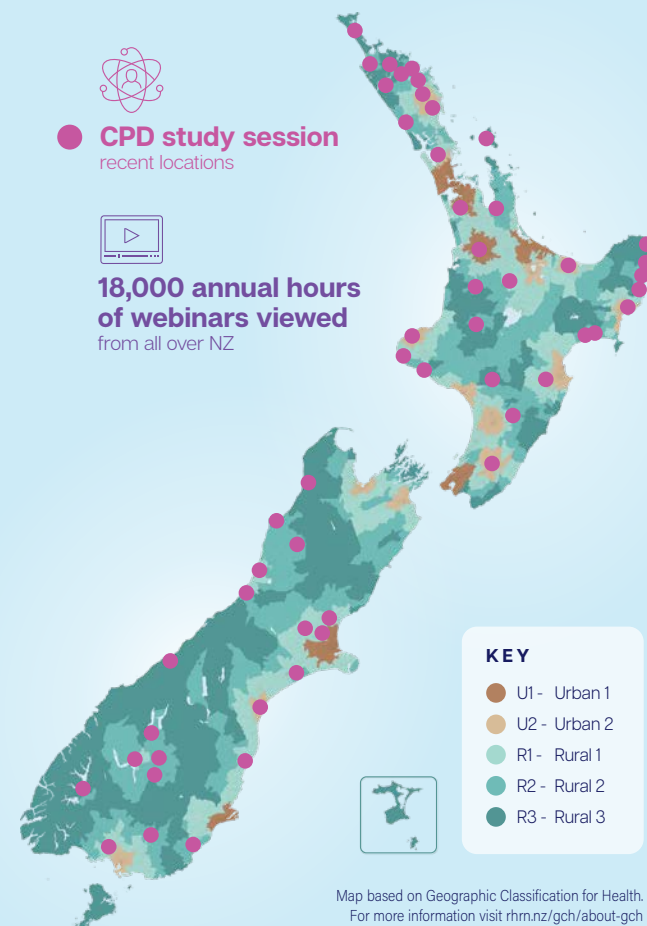 CPD study session
recent locations
18,000 annual hours
of webinars viewed
from all over NZ
KEY
U1 - Urban 1
U2 - Urban 2
R1 - Rural 1
R2 - Rural 2
R3 - Rural 3
Map based on Geographic Classification for Health.
For more information visit rhrn.nz/gch/about-gch